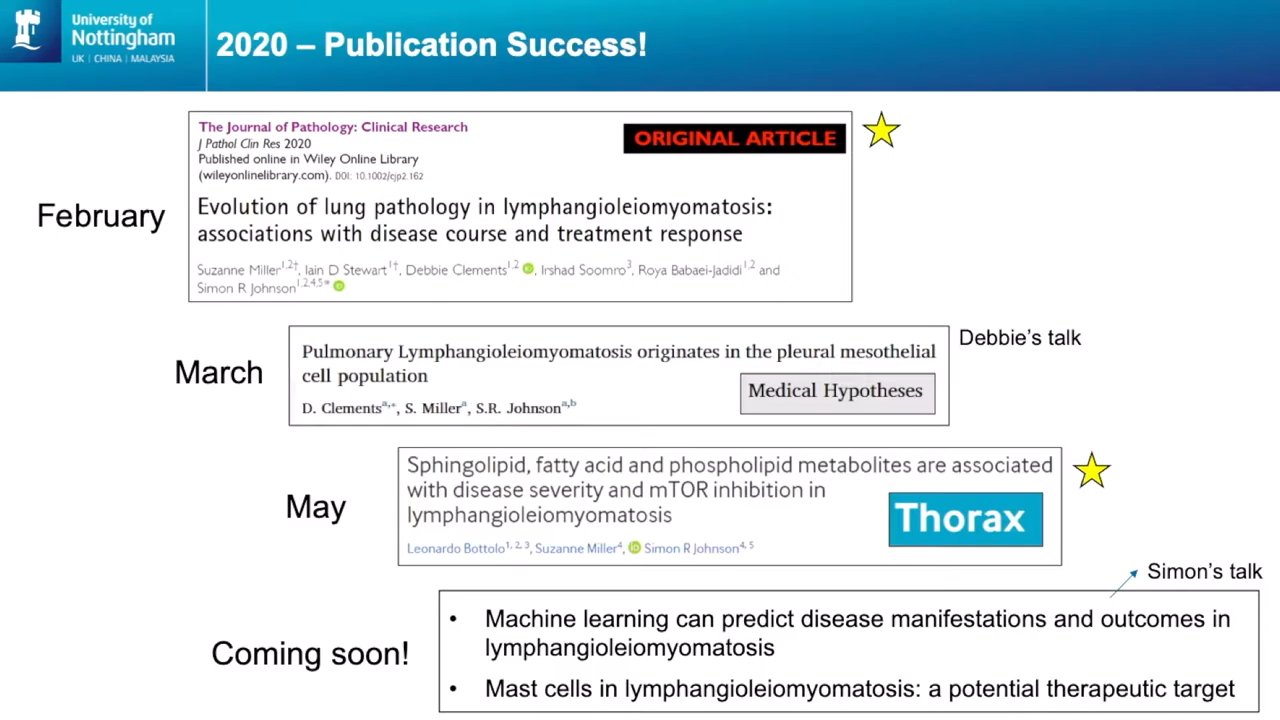 University of
Nottingham
UK | CHINA | MALAYSIA
2020 – Publication Success!
February
The Journal of Pathology: Clinical Research
J Pathol Clin Res 2020
Published online in Wiley Online Library
(wileyonlinelibrary.com). DOI: 10.1002/cjp2.162
ORIGINAL ARTICLE
Evolution of lung pathology in lymphangioleiomyomatosis:
associations with disease course and treatment response
Suzanne Miller1,2†, Iain D Stewart1†, Debbie Clements1,2 iD, Irshad Soomro3, Roya Babaei-Jadidi1,2 and
Simon R Johnson1,2,4,5* iD
March
Pulmonary Lymphangioleiomyomatosis originates in the pleural mesothelial
cell population
Medical Hypotheses
D. Clementsa,*, S. Millera, S.R. Johnsona,b
Debbie's talk
May
Sphingolipid, fatty acid and phospholipid metabolites are associated
with disease severity and mTOR inhibition in
lymphangioleiomyomatosis
Thorax
Leonardo Bottolo1, 2, 3, Suzanne Miller4, iD Simon R Johnson4, 5
Simon's talk
Coming soon!
• Machine learning can predict disease manifestations and outcomes in
lymphangioleiomyomatosis
• Mast cells in lymphangioleiomyomatosis: a potential therapeutic target